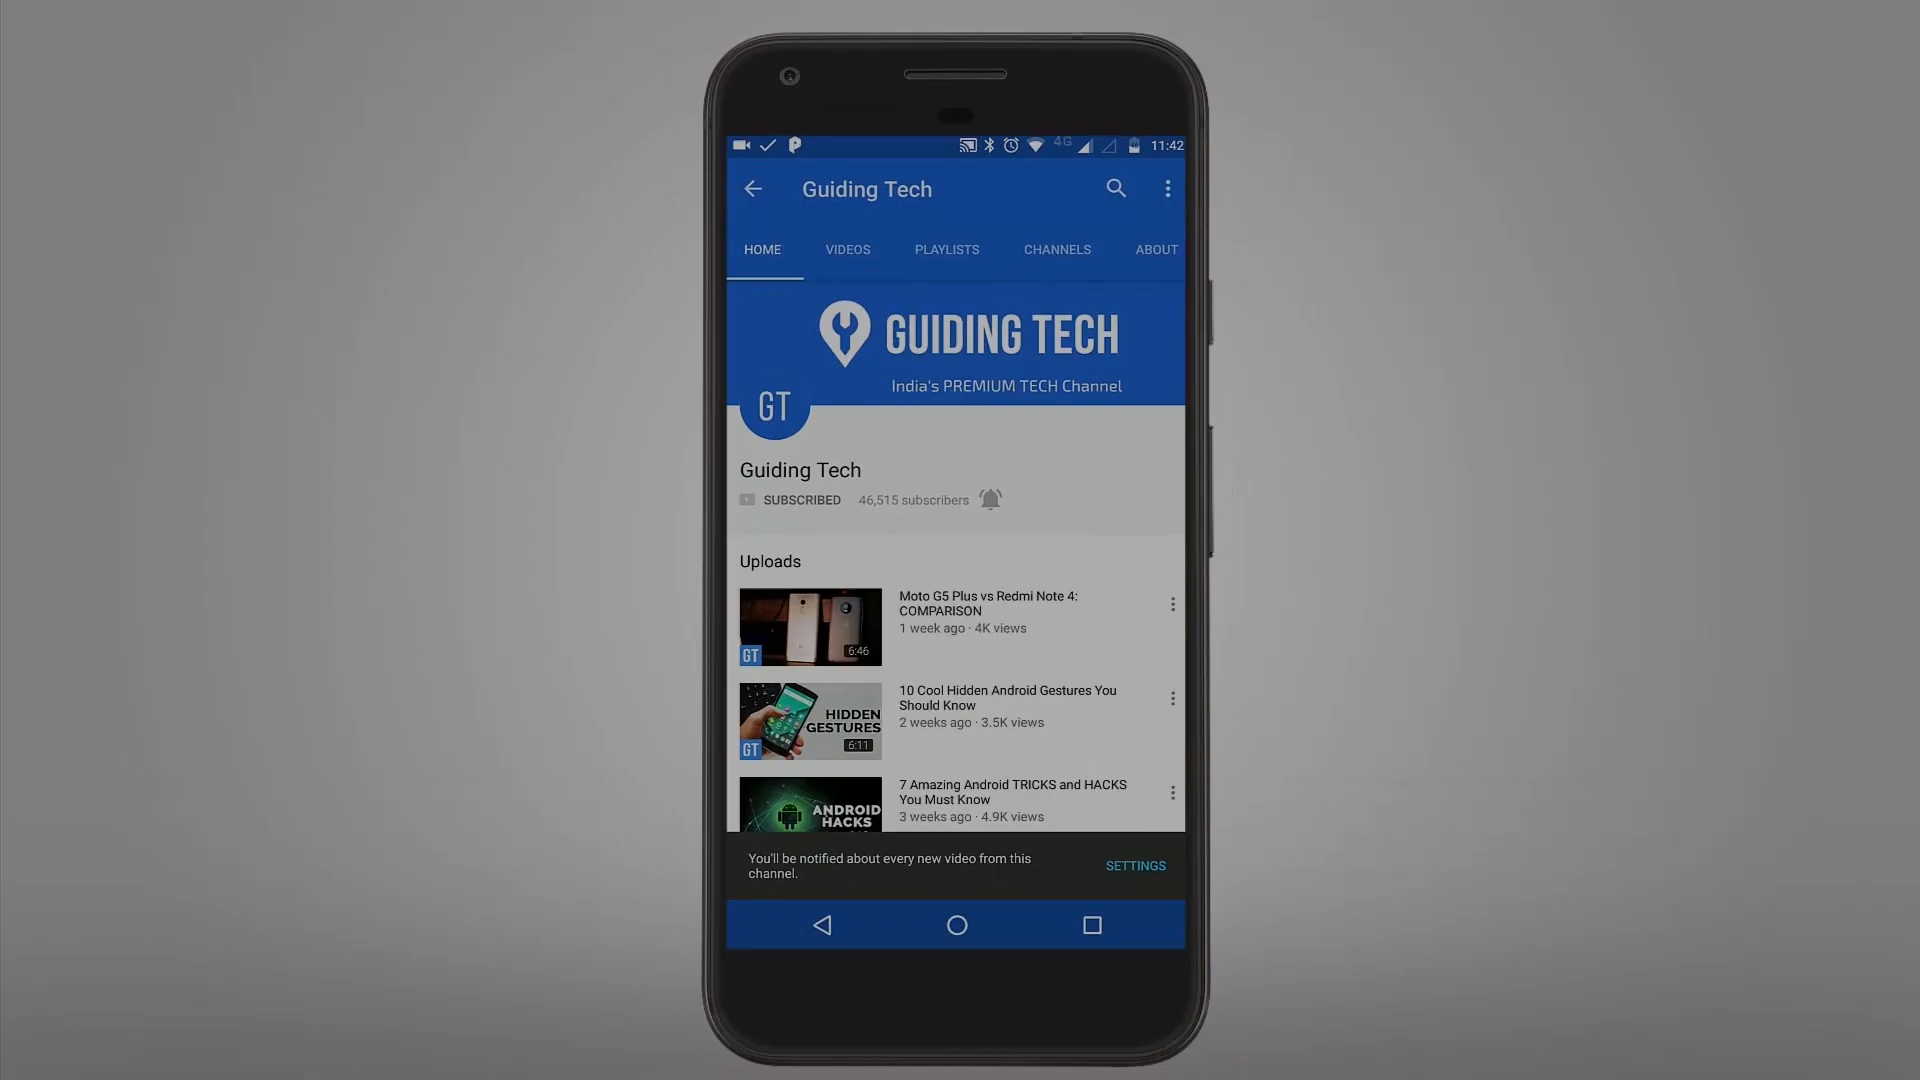 4G 11:42
Guiding Tech
HOME VIDEOS PLAYLISTS CHANNELS ABOUT
GUIDING TECH
India's PREMIUM TECH Channel
GT
Guiding Tech
SUBSCRIBED 46,515 subscribers
Uploads
Moto G5 Plus vs Redmi Note 4:
COMPARISON
1 week ago · 4K views
6:46
GT
10 Cool Hidden Android Gestures You
Should Know
2 weeks ago · 3.5K views
HIDDEN
GESTURES
6:11
GT
7 Amazing Android TRICKS and HACKS
You Must Know
3 weeks ago · 4.9K views
ANDROID
HACKS
You'll be notified about every new video from this
channel.
SETTINGS